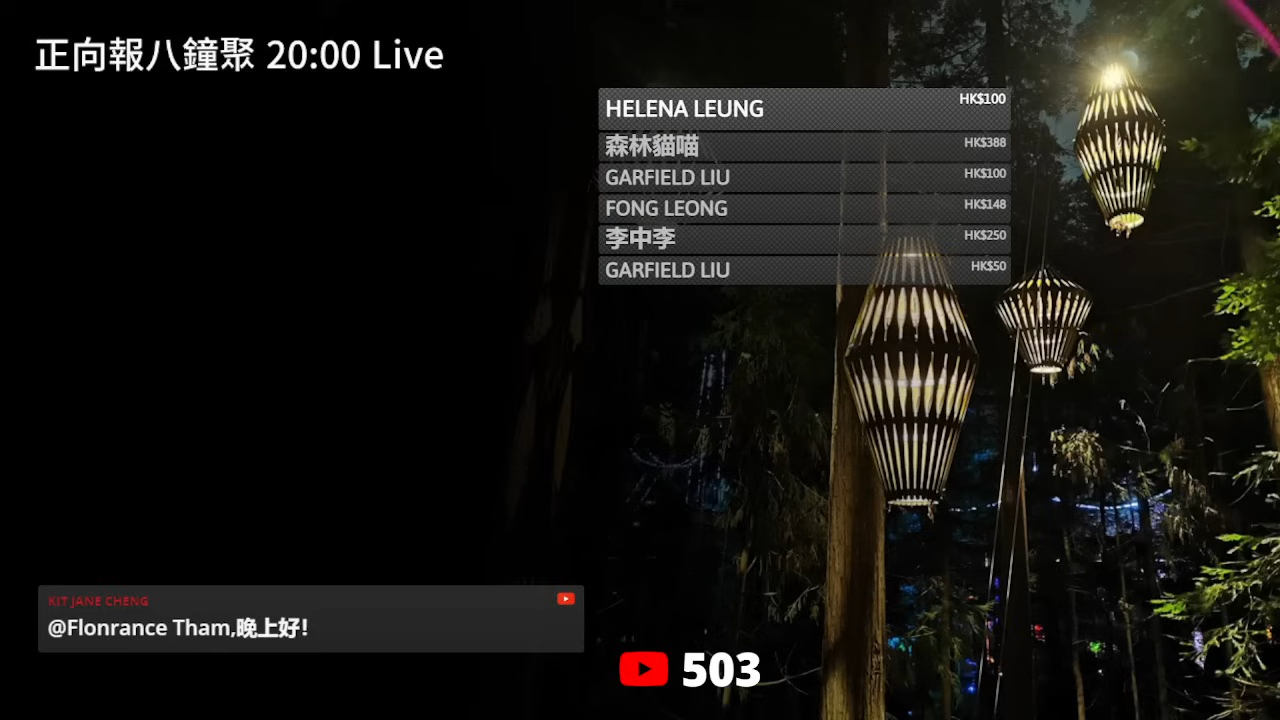 正向報八鐘聚 20:00 Live
HELENA LEUNG HK$100
森林貓喵 HK$388
GARFIELD LIU HK$100
FONG LEONG HK$148
李中李 HK$250
GARFIELD LIU HK$50
KIT JANE CHENG
@Flonrance Tham,晚上好!
503